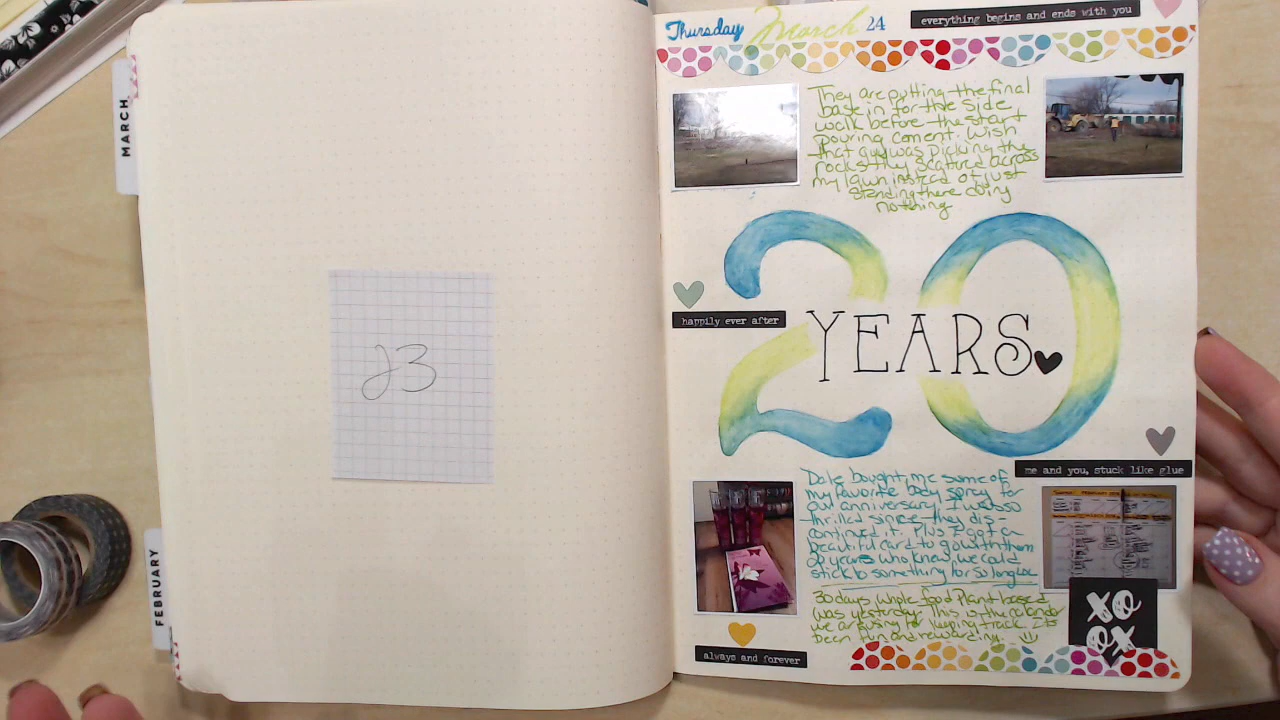 MARCH
FEBRUARY
23
Thursday March 24
everything begins and ends with you
They are putting the final
base in for the side
walk before the start
pouring cement. Wish
that guy was picking the
rocks they scattered across
my lawn instead of just
standing there doing
nothing
20
happily ever after
YEARS
me and you, stuck like glue
Dale bought me some of
my favorite body spray for
our anniversary. I was so
thrilled since they dis-
continued it. Plus I got a
beautiful card to go with them
20 years who knew we could
stick to something for so long
30 days whole food Plant based
was yesterday. This is the calendar
we are using for keeping track. It's
been fun and rewarding.
xo
ox
always and forever